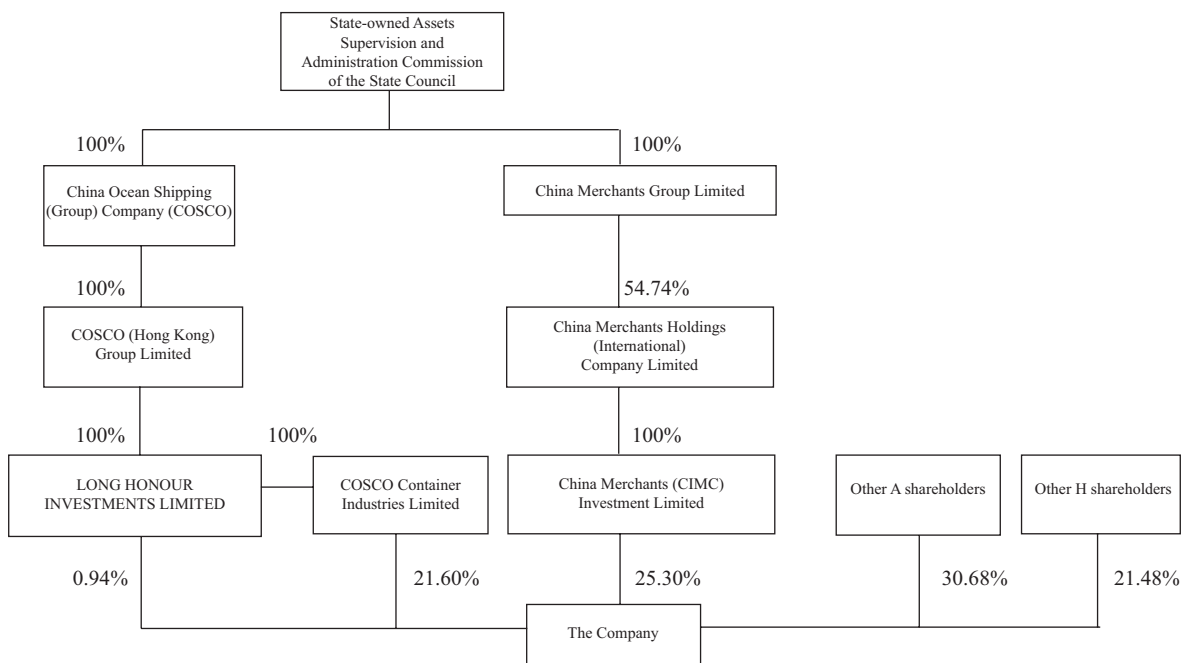 State-owned Assets
Supervision and
Administration Commission
of the State Council
100%
100%
China Ocean Shipping
(Group) Company (COSCO)
China Merchants Group Limited
100%
54.74%
COSCO (Hong Kong)
Group Limited
China Merchants Holdings
(International)
Company Limited
100%
100%
100%
LONG HONOUR
INVESTMENTS LIMITED
COSCO Container
Industries Limited
China Merchants (CIMC)
Investment Limited
Other A shareholders
Other H shareholders
0.94%
21.60%
25.30%
30.68%
21.48%
The Company